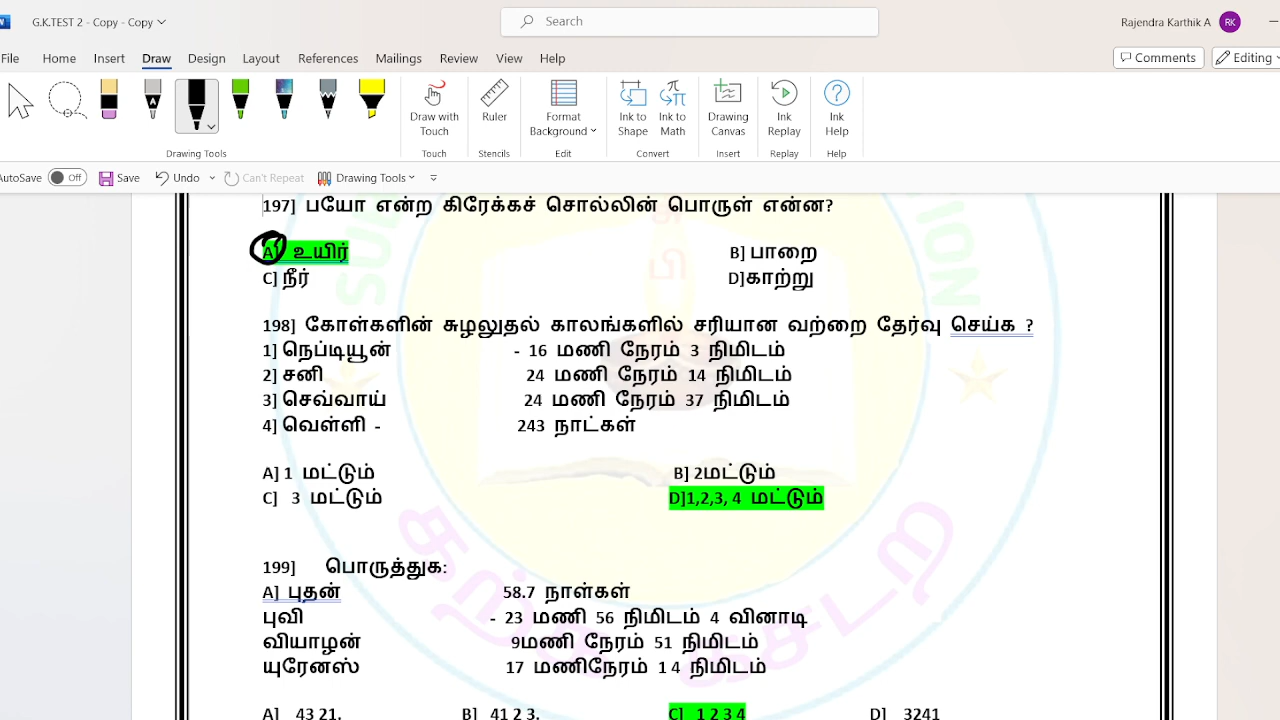 G.K.TEST 2 - Copy - Copy
Search
Rajendra Karthik A RK
File Home Insert Draw Design Layout References Mailings Review View Help
Comments Editing
Draw with Touch
Ruler
Format Background
Ink to Shape
Ink to Math
Drawing Canvas
Ink Replay
Ink Help
Drawing Tools Touch Stencils Edit Convert Insert Replay Help
AutoSave Off Save Undo Can't Repeat Drawing Tools
197] பயோ என்ற கிரேக்கச் சொல்லின் பொருள் என்ன?
A] உயிர் B] பாறை
C] நீர் D]காற்று
198] கோள்களின் சுழலுதல் காலங்களில் சரியான வற்றை தேர்வு செய்க ?
1] நெப்டியூன் - 16 மணி நேரம் 3 நிமிடம்
2] சனி 24 மணி நேரம் 14 நிமிடம்
3] செவ்வாய் 24 மணி நேரம் 37 நிமிடம்
4] வெள்ளி - 243 நாட்கள்
A] 1 மட்டும் B] 2மட்டும்
C] 3 மட்டும் D]1,2,3, 4 மட்டும்
199] பொருத்துக:
A] புதன் 58.7 நாள்கள்
புவி - 23 மணி 56 நிமிடம் 4 வினாடி
வியாழன் 9மணி நேரம் 51 நிமிடம்
யுரேனஸ் 17 மணிநேரம் 1 4 நிமிடம்
A] 43 21. B] 41 2 3. C] 1 2 3 4 D] 3241